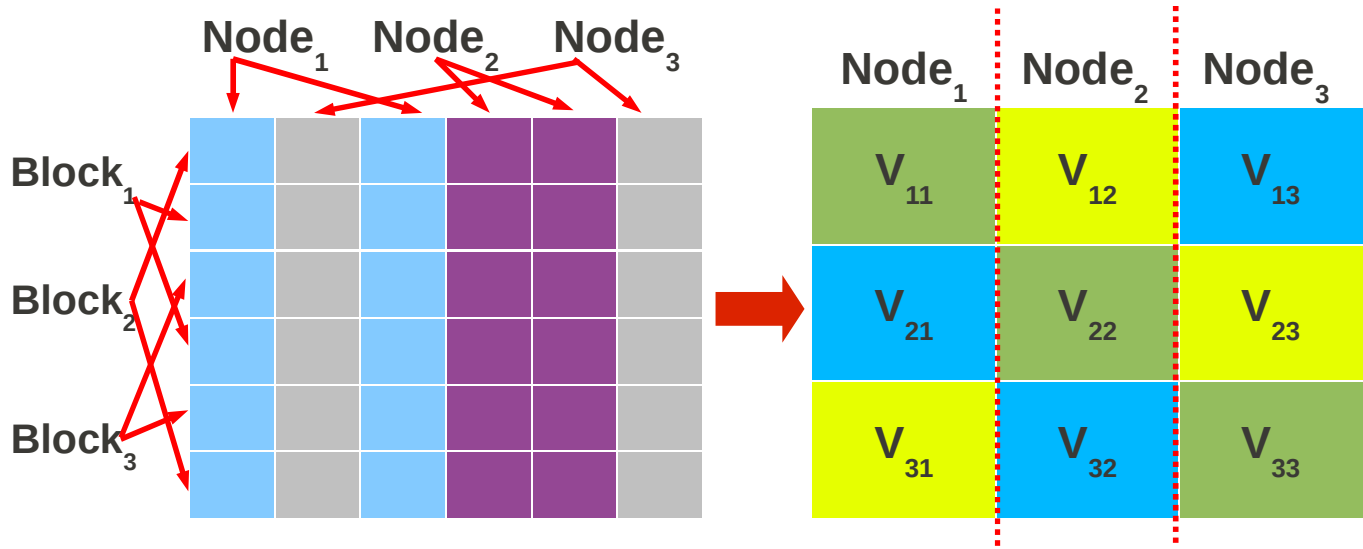 Node1 Node2 Node3
Block1
Block2
Block3
Node1 Node2 Node3
V11 V12 V13
V21 V22 V23
V31 V32 V33